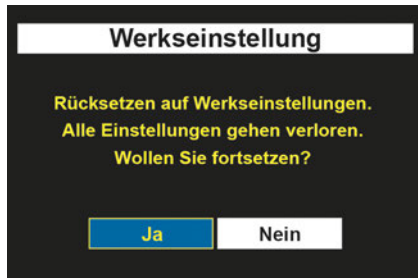 Werkseinstellung
Rücksetzen auf Werkseinstellungen.
Alle Einstellungen gehen verloren.
Wollen Sie fortsetzen?
Ja Nein